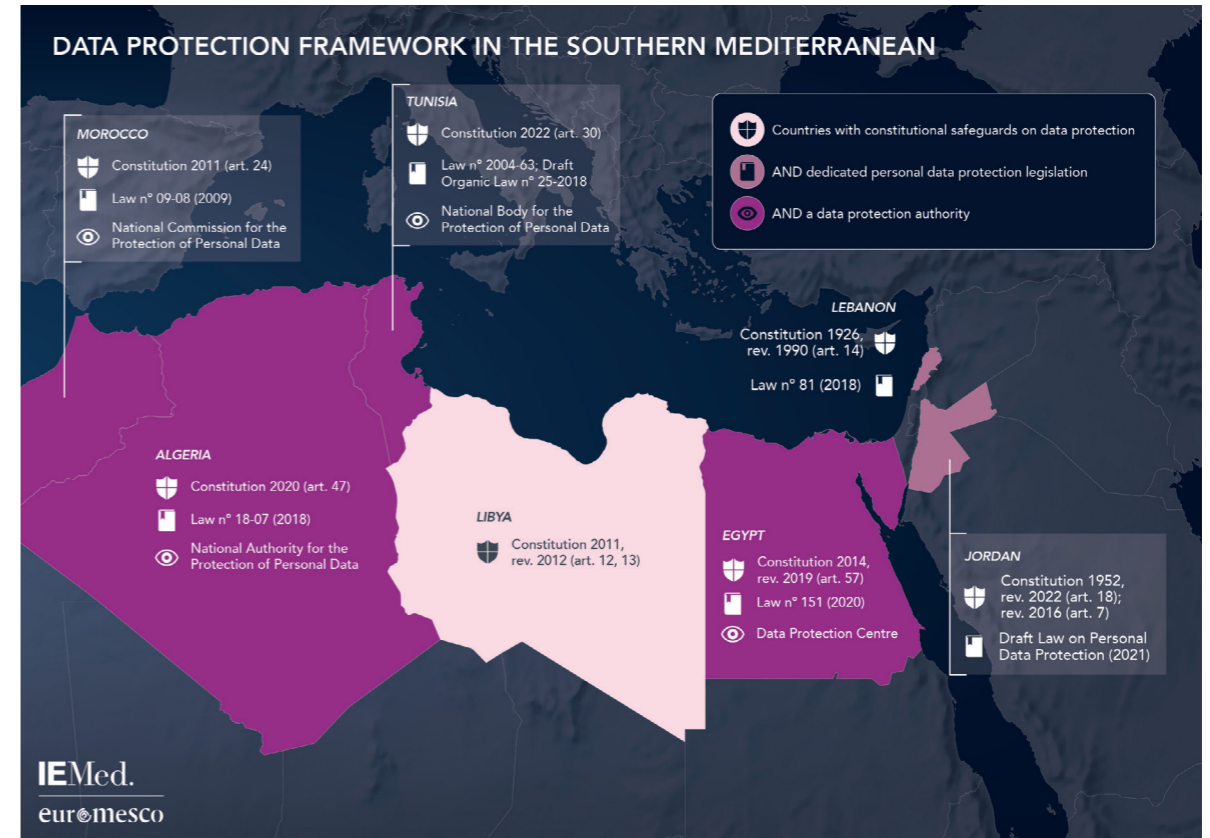 DATA PROTECTION FRAMEWORK IN THE SOUTHERN MEDITERRANEAN
MOROCCO
Constitution 2011 (art. 24)
Law n° 09-08 (2009)
National Commission for the
Protection of Personal Data
TUNISIA
Constitution 2022 (art. 30)
Law n° 2004-63; Draft
Organic Law n° 25-2018
National Body for the
Protection of Personal Data
Countries with constitutional safeguards on data protection
AND dedicated personal data protection legislation
AND a data protection authority
LEBANON
Constitution 1926,
rev. 1990 (art. 14)
Law n° 81 (2018)
ALGERIA
Constitution 2020 (art. 47)
Law n° 18-07 (2018)
National Authority for the
Protection of Personal Data
LIBYA
Constitution 2011,
rev. 2012 (art. 12, 13)
EGYPT
Constitution 2014,
rev. 2019 (art. 57)
Law n° 151 (2020)
Data Protection Centre
JORDAN
Constitution 1952,
rev. 2022 (art. 18);
rev. 2016 (art. 7)
Draft Law on Personal
Data Protection (2021)
IEMed.
euromesco